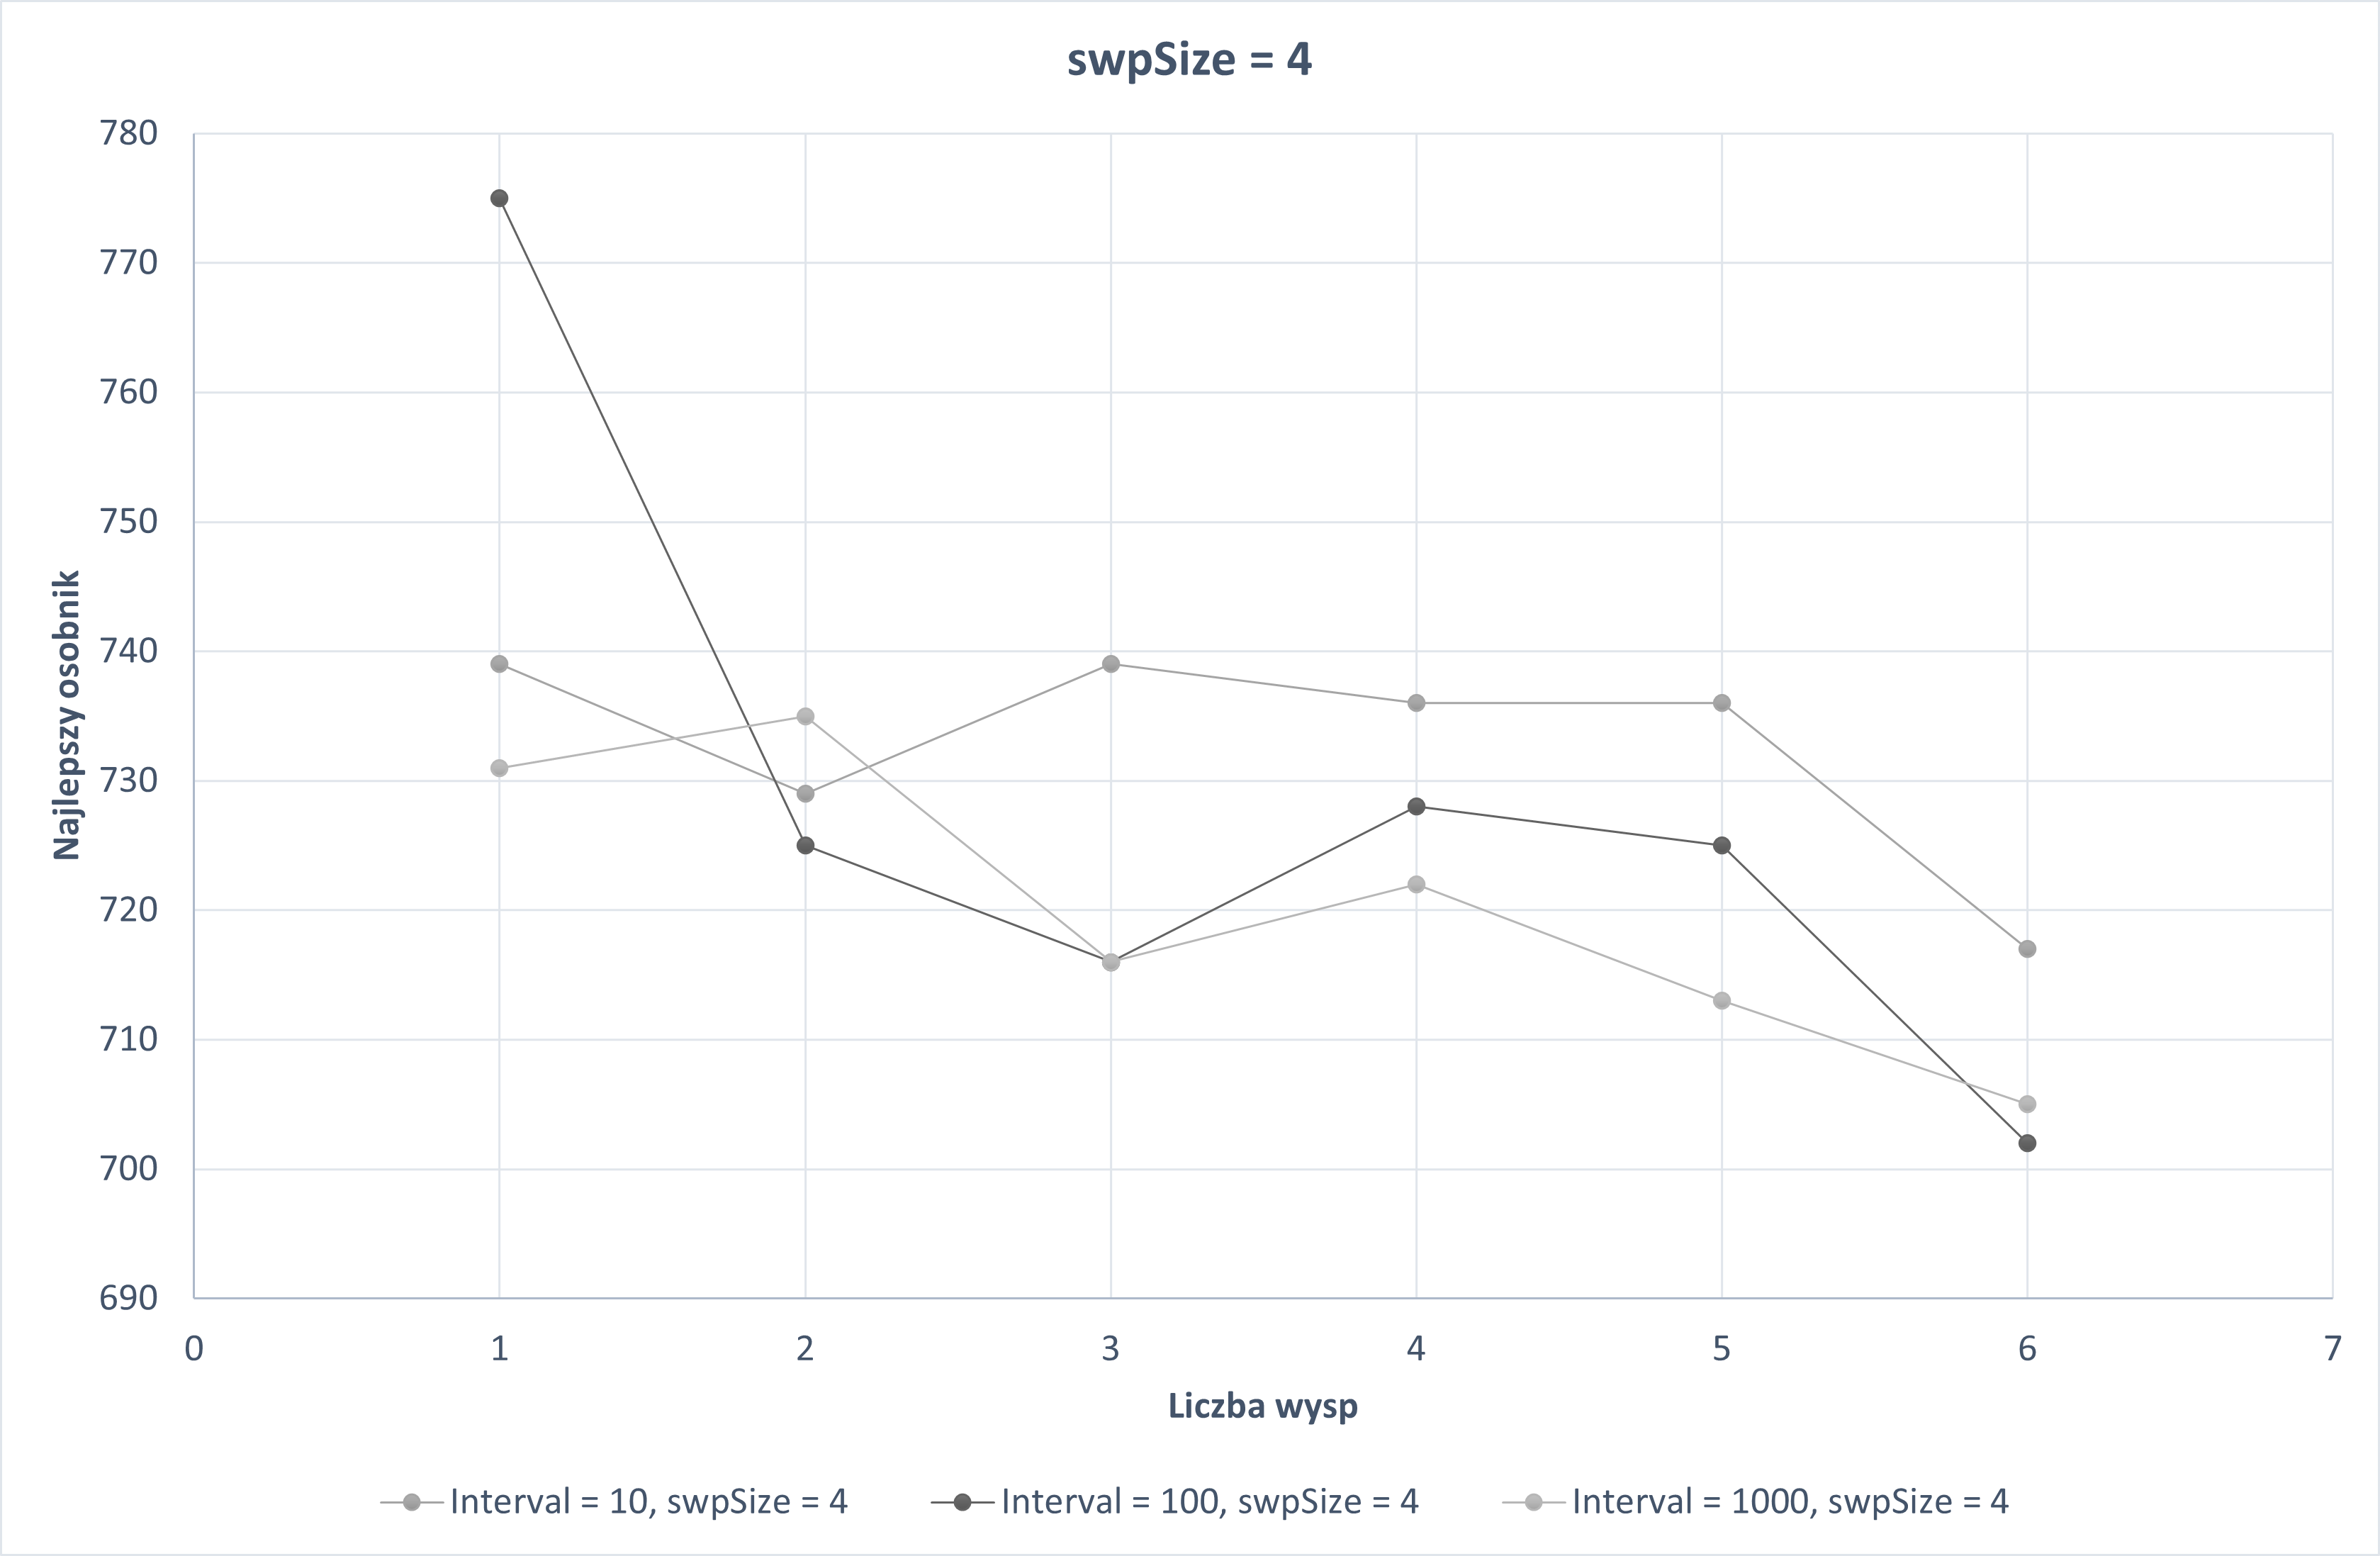 swpSize = 4
780
770
760
750
740
730
720
710
700
690
Najlepszy osobnik
0 1 2 3 4 5 6 7
Liczba wysp
Interval = 10, swpSize = 4 Interval = 100, swpSize = 4 Interval = 1000, swpSize = 4